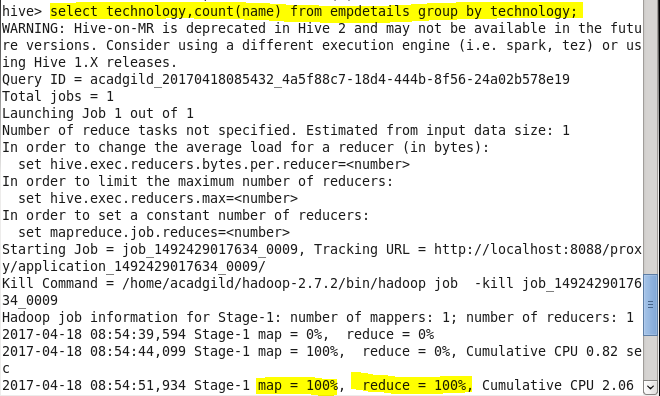 hive> select technology,count(name) from empdetails group by technology;
WARNING: Hive-on-MR is deprecated in Hive 2 and may not be available in the futu
re versions. Consider using a different execution engine (i.e. spark, tez) or us
ing Hive 1.X releases.
Query ID = acadgild_20170418085432_4a5f88c7-18d4-444b-8f56-24a02b578e19
Total jobs = 1
Launching Job 1 out of 1
Number of reduce tasks not specified. Estimated from input data size: 1
In order to change the average load for a reducer (in bytes):
  set hive.exec.reducers.bytes.per.reducer=<number>
In order to limit the maximum number of reducers:
  set hive.exec.reducers.max=<number>
In order to set a constant number of reducers:
  set mapreduce.job.reduces=<number>
Starting Job = job_1492429017634_0009, Tracking URL = http://localhost:8088/prox
y/application_1492429017634_0009/
Kill Command = /home/acadgild/hadoop-2.7.2/bin/hadoop job  -kill job_14924290176
34_0009
Hadoop job information for Stage-1: number of mappers: 1; number of reducers: 1
2017-04-18 08:54:39,594 Stage-1 map = 0%,  reduce = 0%
2017-04-18 08:54:44,099 Stage-1 map = 100%,  reduce = 0%, Cumulative CPU 0.82 se
c
2017-04-18 08:54:51,934 Stage-1 map = 100%,  reduce = 100%, Cumulative CPU 2.06